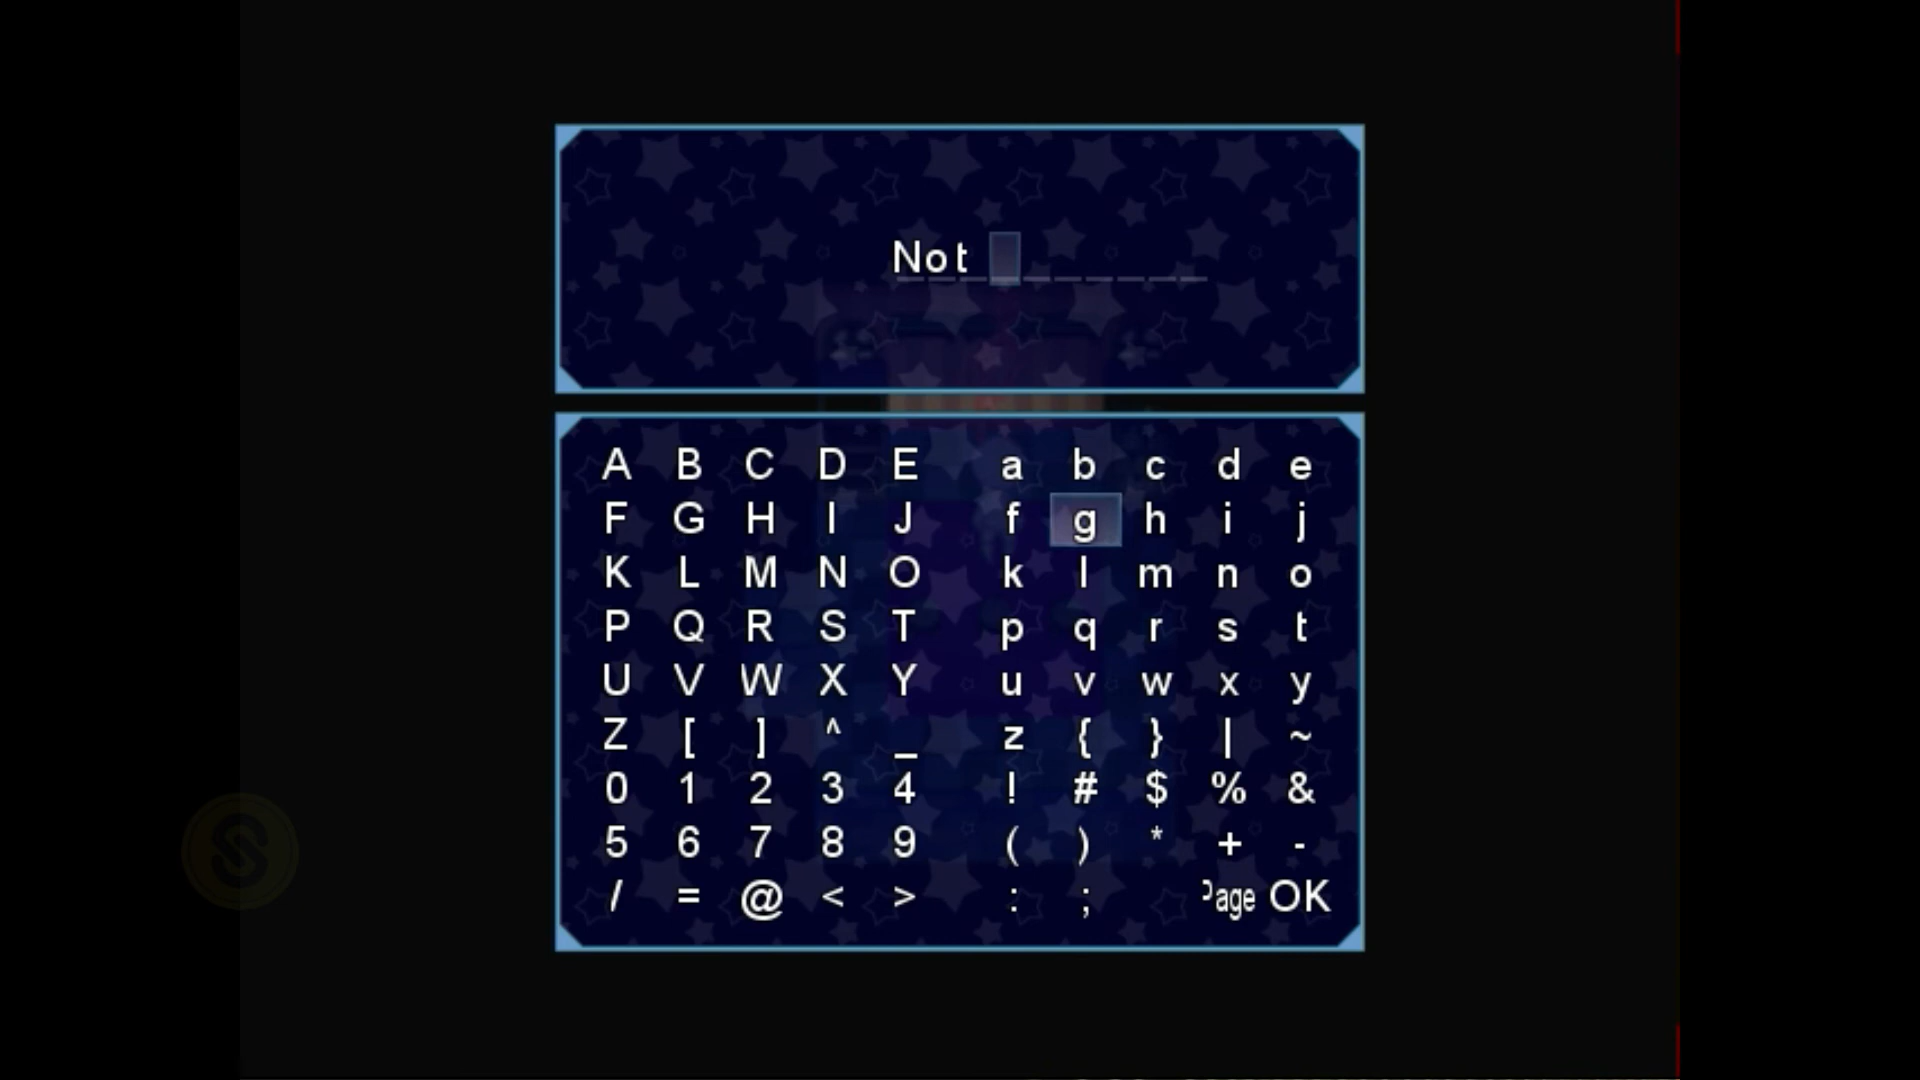 Not
A B C D E a b c d e
F G H I J f g h i j
K L M N O k l m n o
P Q R S T p q r s t
U V W X Y u v w x y
Z [ ] ^ _ z { } | ~
0 1 2 3 4 ! # $ % &
5 6 7 8 9 ( ) * + -
/ = @ < > : ; Page OK